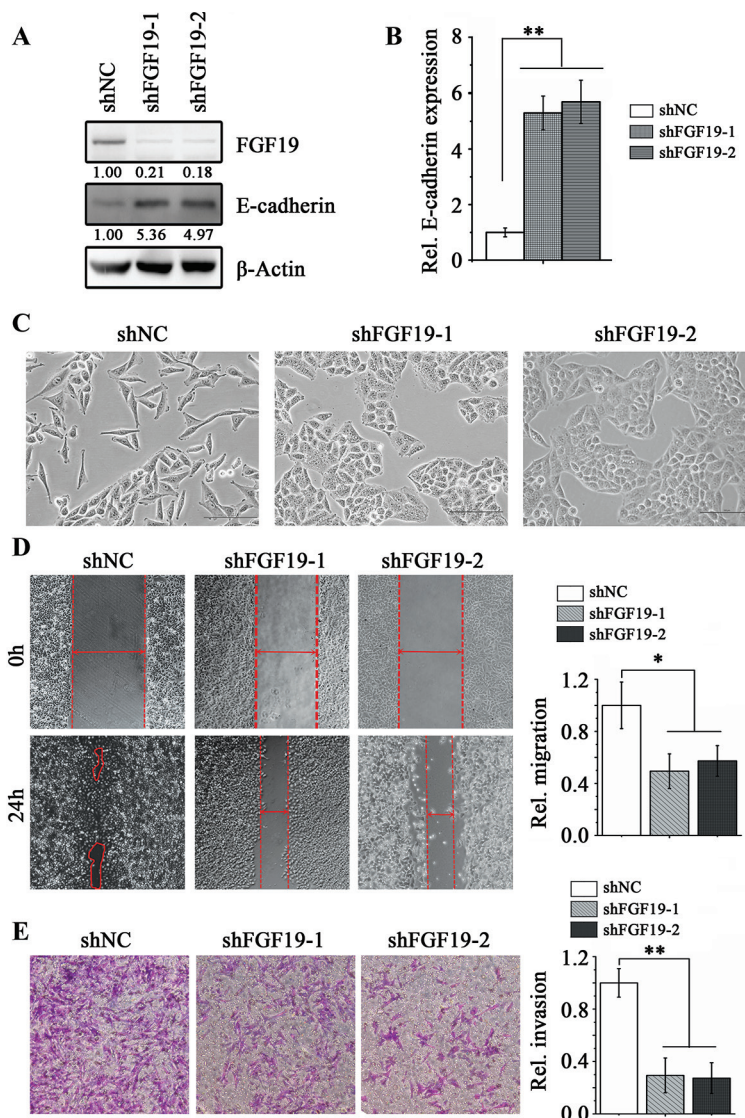 A
shNC
shFGF19-1
shFGF19-2
FGF19
1.00 0.21 0.18
E-cadherin
1.00 5.36 4.97
β-Actin
B
Rel. E-cadherin expression
8
6
4
2
0
**
shNC
shFGF19-1
shFGF19-2
C
shNC shFGF19-1 shFGF19-2
D
shNC shFGF19-1 shFGF19-2
0h
24h
shNC
shFGF19-1
shFGF19-2
Rel. migration
1.2
0.8
0.4
0.0
*
E
shNC shFGF19-1 shFGF19-2
shNC
shFGF19-1
shFGF19-2
Rel. invasion
1.2
0.8
0.4
0
**